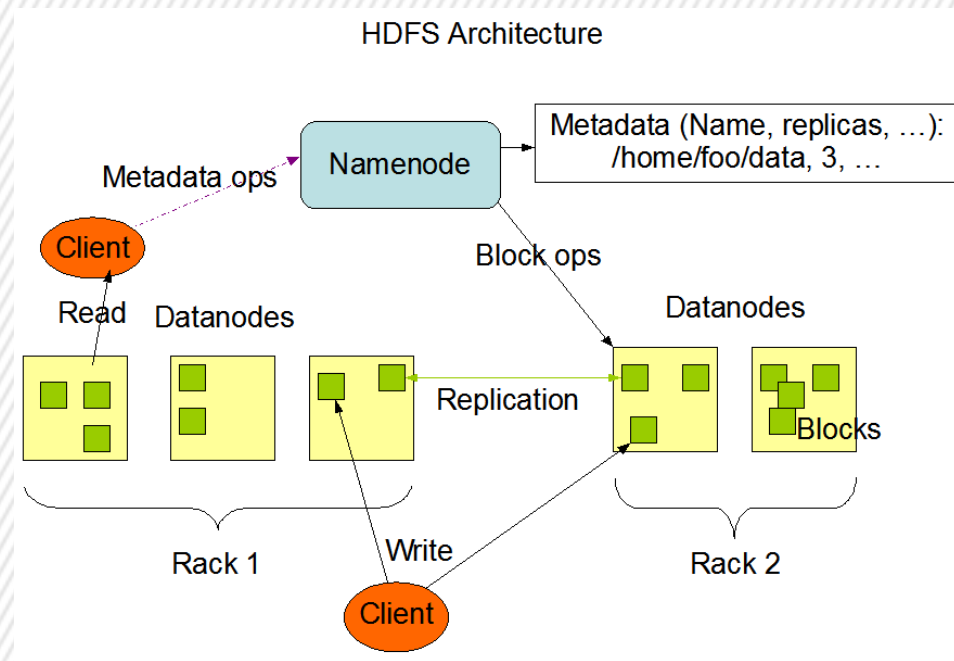 HDFS Architecture
Metadata (Name, replicas, …):
/home/foo/data, 3, …
Namenode
Metadata ops
Client
Block ops
Read
Datanodes
Datanodes
Replication
Blocks
Rack 1
Write
Rack 2
Client